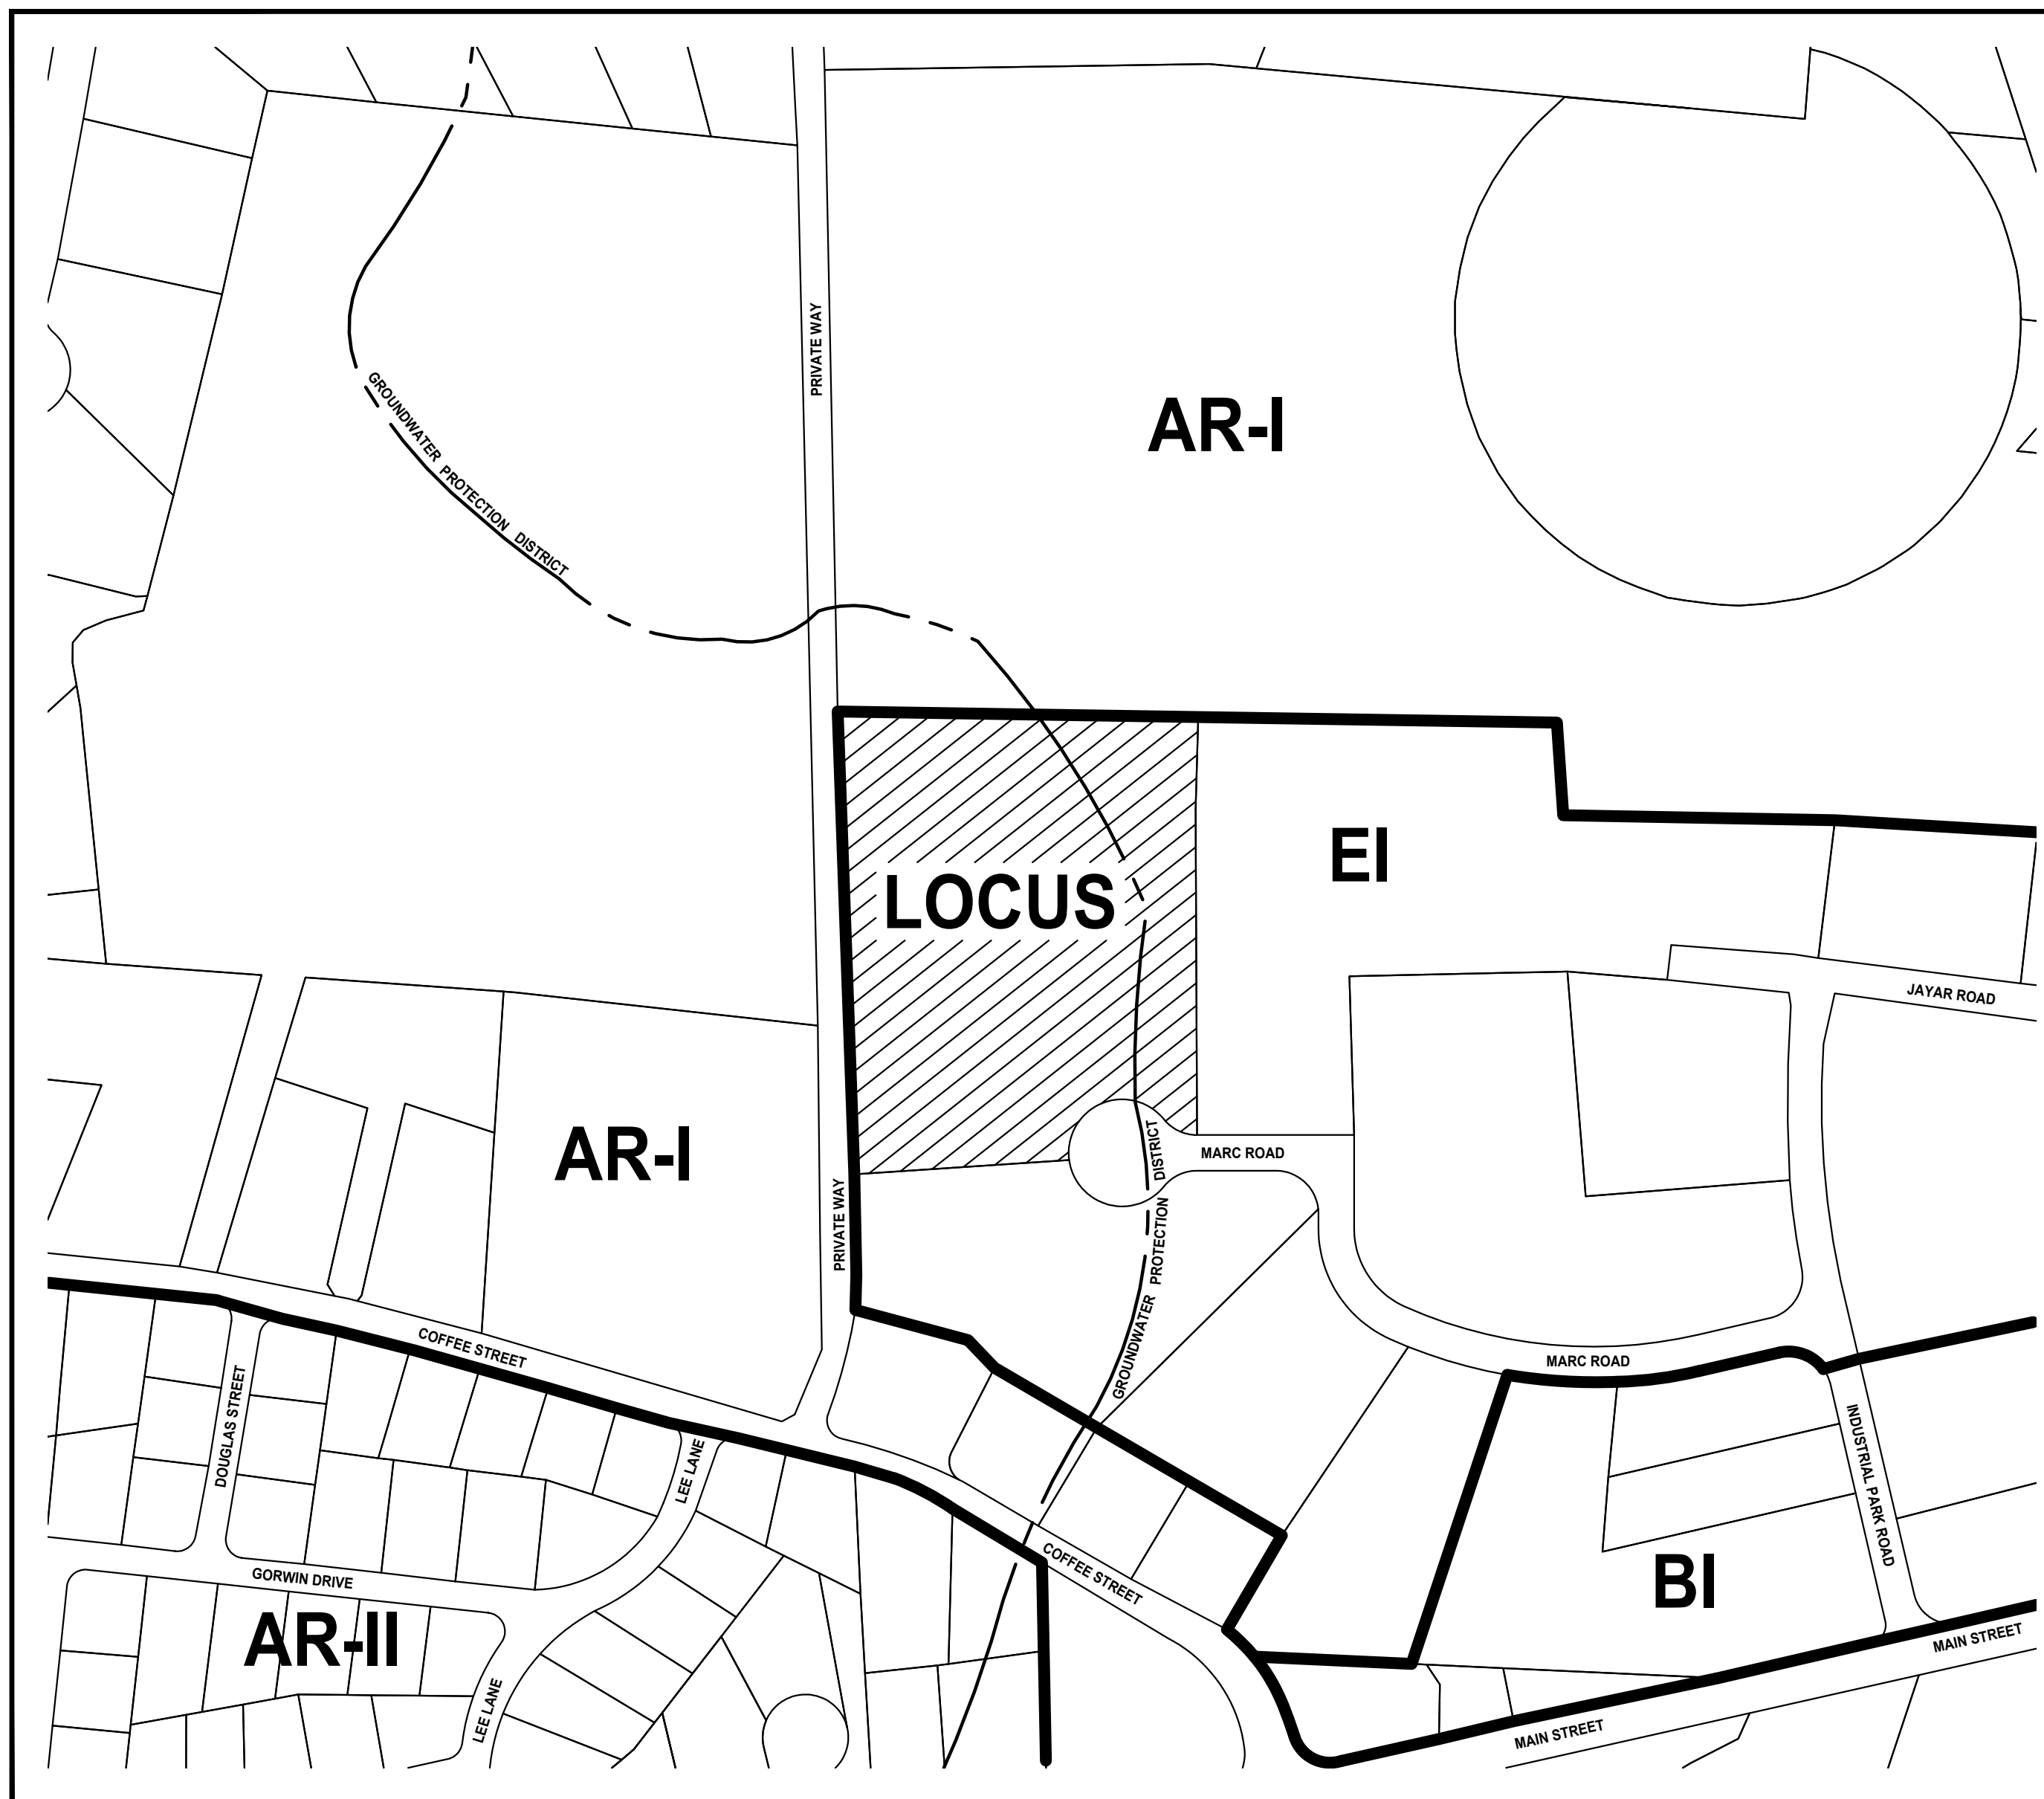 PRIVATE WAY
GROUNDWATER PROTECTION DISTRICT
AR-I
EI
LOCUS
JAYAR ROAD
AR-I
MARC ROAD
PRIVATE WAY
GROUNDWATER PROTECTION DISTRICT
COFFEE STREET
MARC ROAD
DOUGLAS STREET
LEE LANE
INDUSTRIAL PARK ROAD
GORWIN DRIVE
COFFEE STREET
BI
AR-II
MAIN STREET
LEE LANE
MAIN STREET